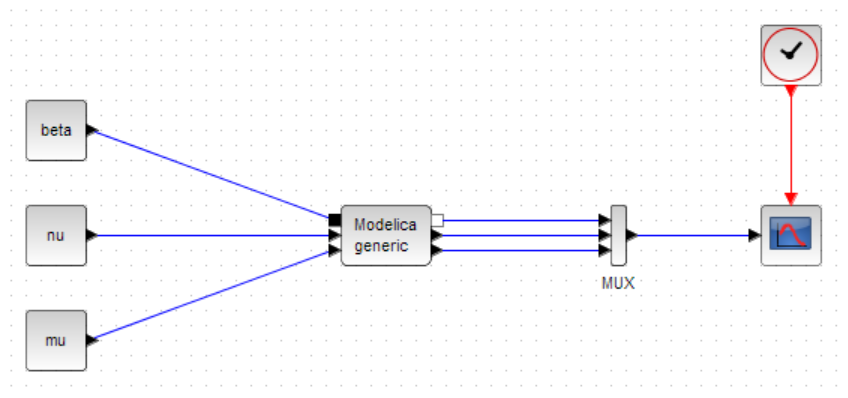 beta
nu
Modelica
generic
MUX
mu